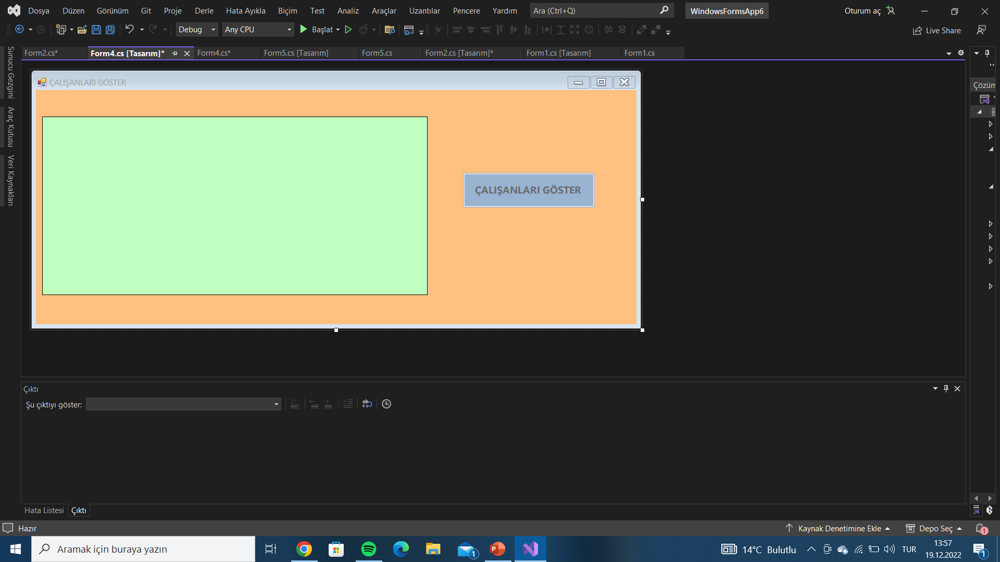 Dosya Düzen Görünüm Git Proje Derle Hata Ayıkla Biçim Test Analiz Araçlar Uzantılar Pencere Yardım Ara (Ctrl+Q) WindowsFormsApp6 Oturum aç
Debug Any CPU Başlat Live Share
Form2.cs* Form4.cs [Tasarım]* Form4.cs* Form5.cs [Tasarım] Form5.cs Form2.cs [Tasarım]* Form1.cs [Tasarım] Form1.cs
Sunucu Gezgini
Araç Kutusu
Veri Kaynakları
ÇALIŞANLARI GÖSTER
ÇALIŞANLARI GÖSTER
Çözüm
Çıktı
Şu çıktıyı göster:
Hata Listesi Çıktı
Hazır Kaynak Denetimine Ekle Depo Seç 1
Aramak için buraya yazın 1 14°C Bulutlu TUR 13:57
19.12.2022 1